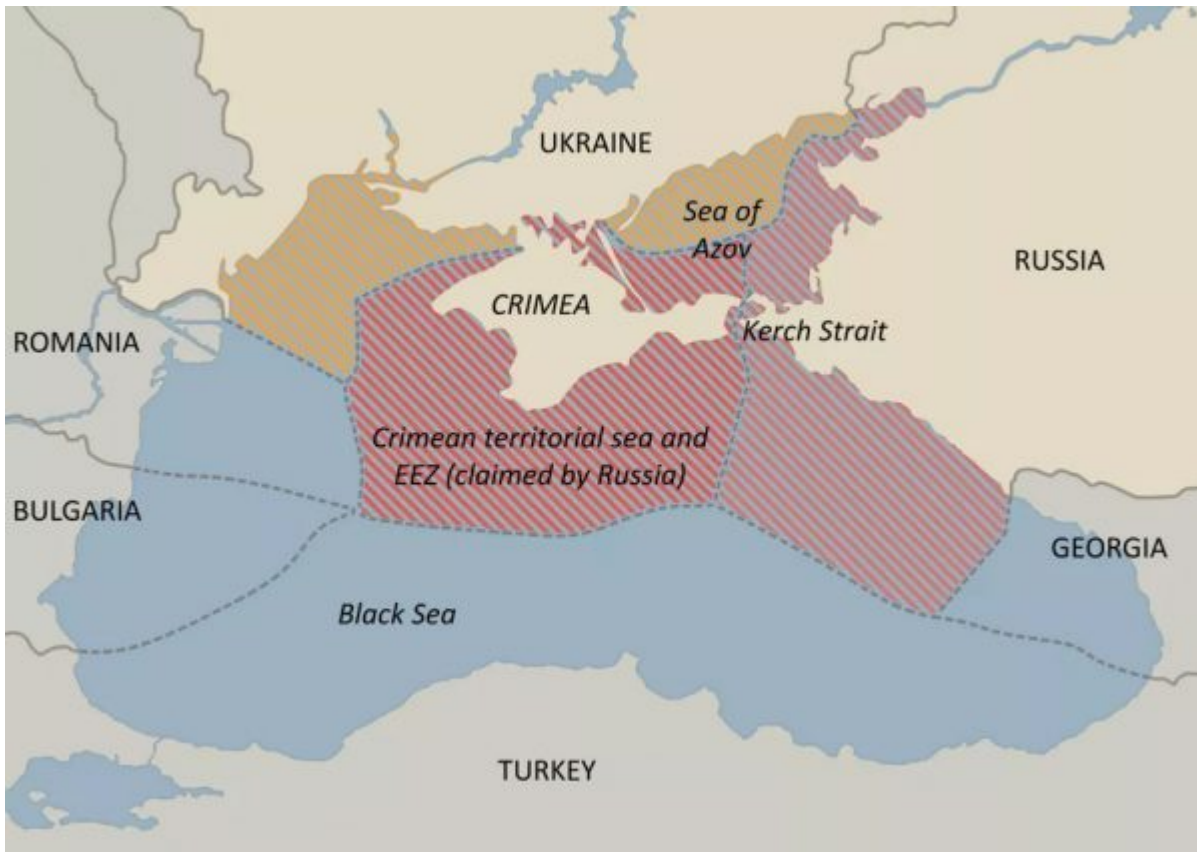 UKRAINE
Sea of
Azov
RUSSIA
CRIMEA
Kerch Strait
ROMANIA
Crimean territorial sea and
EEZ (claimed by Russia)
BULGARIA
GEORGIA
Black Sea
TURKEY